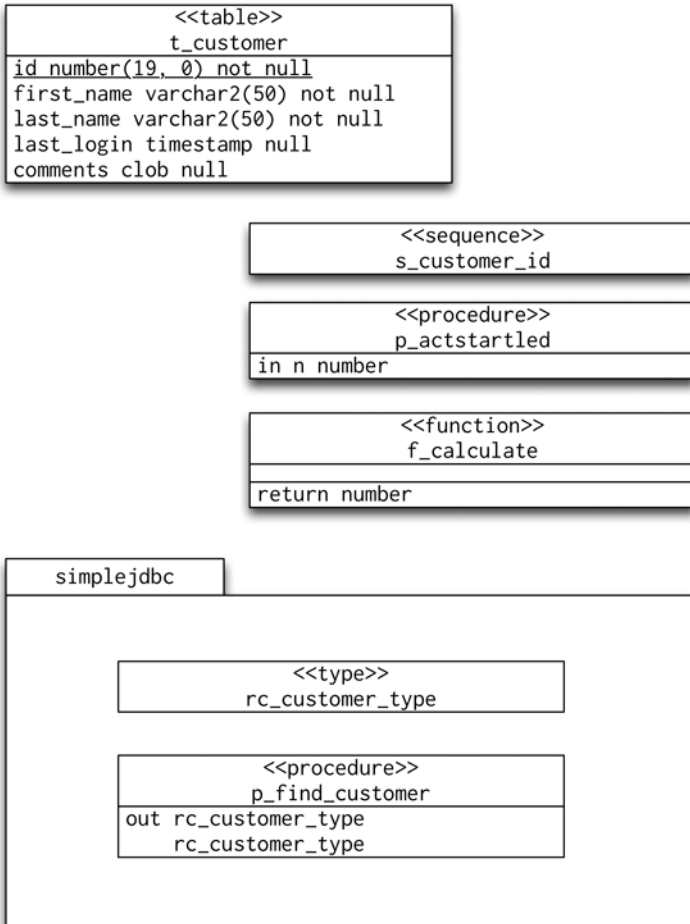 <<table>>
t_customer
id number(19, 0) not null
first_name varchar2(50) not null
last_name varchar2(50) not null
last_login timestamp null
comments clob null
<<sequence>>
s_customer_id
<<procedure>>
p_actstartled
in n number
<<function>>
f_calculate
return number
simplejdbc
<<type>>
rc_customer_type
<<procedure>>
p_find_customer
out rc_customer_type
rc_customer_type